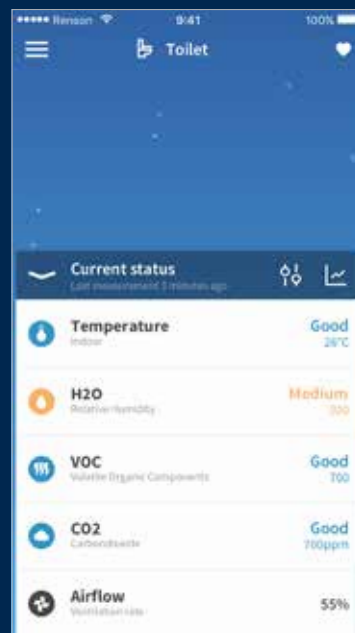 Renson 9:41 100%
Toilet
Current status
Last measurement 3 minutes ago
Temperature Good
Indoor 26°C
H2O Medium
Relative Humidity
VOC Good
Volatile Organic Components 700
CO2 Good
Carbondioxide 700ppm
Airflow 55%
Ventilation rate